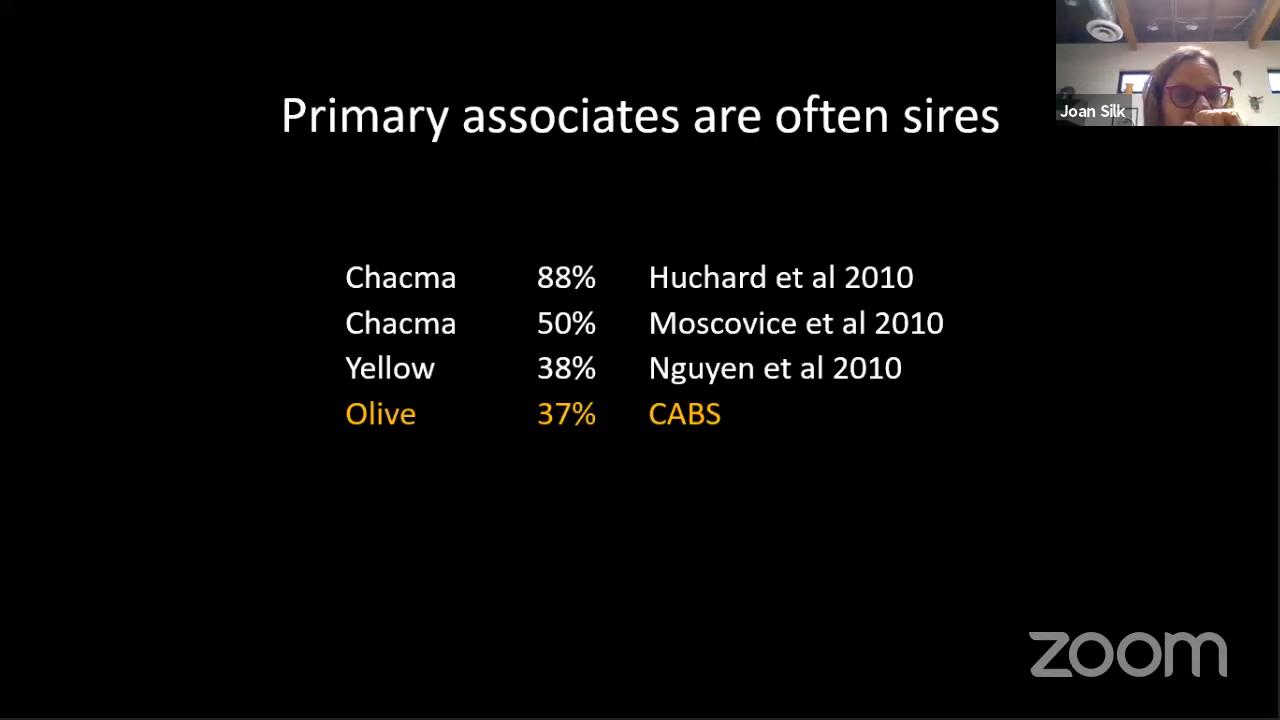 Primary associates are often sires
Joan Silk
Chacma 88% Huchard et al 2010
Chacma 50% Moscovice et al 2010
Yellow 38% Nguyen et al 2010
Olive 37% CABS
zoom